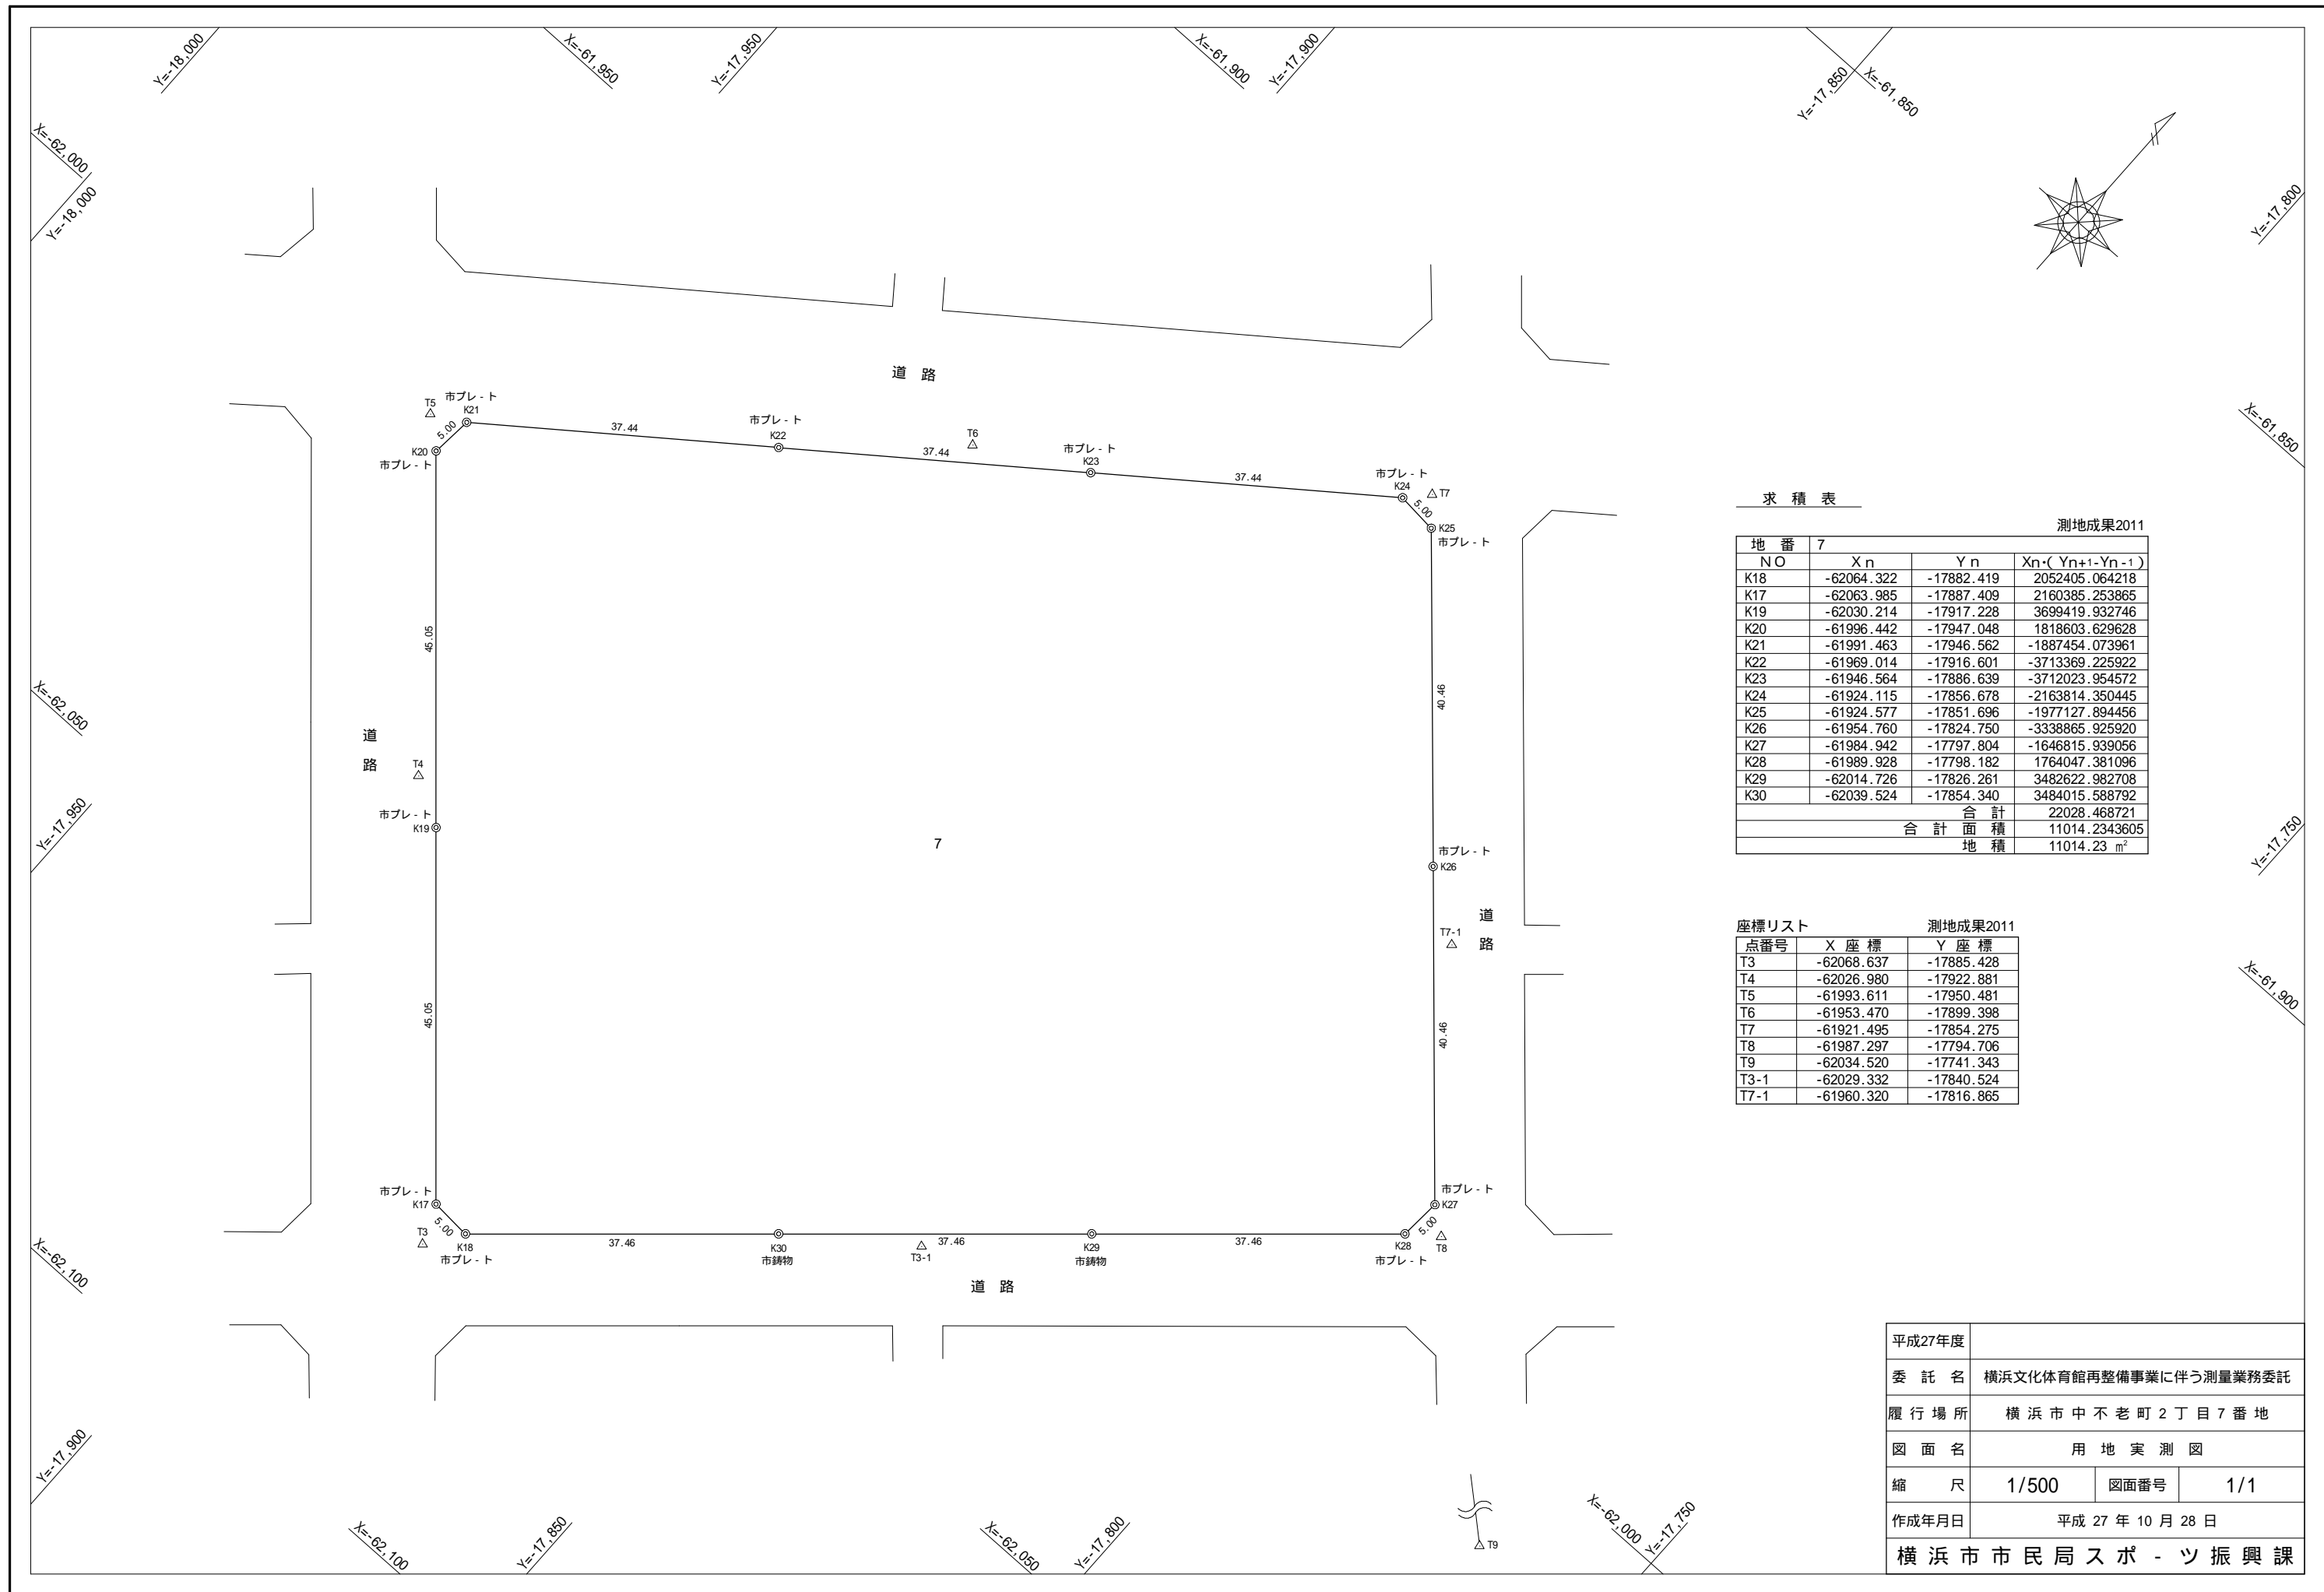 Y=-18,000
X=-61,950
Y=-17,950
X=-61,900
Y=-17,900
Y=-17,850
X=-61,850
X=-62,000
Y=-18,000
Y=-17,800
X=-61,850
X=-62,050
Y=-17,950
Y=-17,750
X=-61,900
X=-62,100
Y=-17,900
X=-62,100
Y=-17,850
X=-62,050
Y=-17,800
X=-62,000
Y=-17,750
道 路
T5
市プレ-ト
K21
5.00
K20
市プレ-ト
37.44
市プレ-ト
K22
37.44
T6
市プレ-ト
K23
37.44
市プレ-ト
K24
T7
5.00
K25
市プレ-ト
45.05
40.46
道
路
T4
市プレ-ト
K19
7
市プレ-ト
K26
道
路
T7-1
45.05
40.46
市プレ-ト
K17
5.00
T3
K18
市プレ-ト
37.46
K30
市鋳物
T3-1
37.46
K29
市鋳物
37.46
市プレ-ト
K27
5.00
K28
市プレ-ト
T8
道 路
T9
求 積 表
測地成果2011
地 番 7
NO Xn Yn Xn・( Yn+1-Yn-1 )
K18 -62064.322 -17882.419 2052405.064218
K17 -62063.985 -17887.409 2160385.253865
K19 -62030.214 -17917.228 3699419.932746
K20 -61996.442 -17947.048 1818603.629628
K21 -61991.463 -17946.562 -1887454.073961
K22 -61969.014 -17916.601 -3713369.225922
K23 -61946.564 -17886.639 -3712023.954572
K24 -61924.115 -17856.678 -2163814.350445
K25 -61924.577 -17851.696 -1977127.894456
K26 -61954.760 -17824.750 -3338865.925920
K27 -61984.942 -17797.804 -1646815.939056
K28 -61989.928 -17798.182 1764047.381096
K29 -62014.726 -17826.261 3482622.982708
K30 -62039.524 -17854.340 3484015.588792
合 計 22028.468721
合 計 面 積 11014.2343605
地 積 11014.23 ㎡
座標リスト 測地成果2011
点番号 X 座 標 Y 座 標
T3 -62068.637 -17885.428
T4 -62026.980 -17922.881
T5 -61993.611 -17950.481
T6 -61953.470 -17899.398
T7 -61921.495 -17854.275
T8 -61987.297 -17794.706
T9 -62034.520 -17741.343
T3-1 -62029.332 -17840.524
T7-1 -61960.320 -17816.865
平成27年度
委 託 名 横浜文化体育館再整備事業に伴う測量業務委託
履行場所 横浜市中不老町2丁目7番地
図 面 名 用 地 実 測 図
縮 尺 1/500 図面番号 1/1
作成年月日 平成 27 年 10 月 28 日
横浜市市民局スポ-ツ振興課